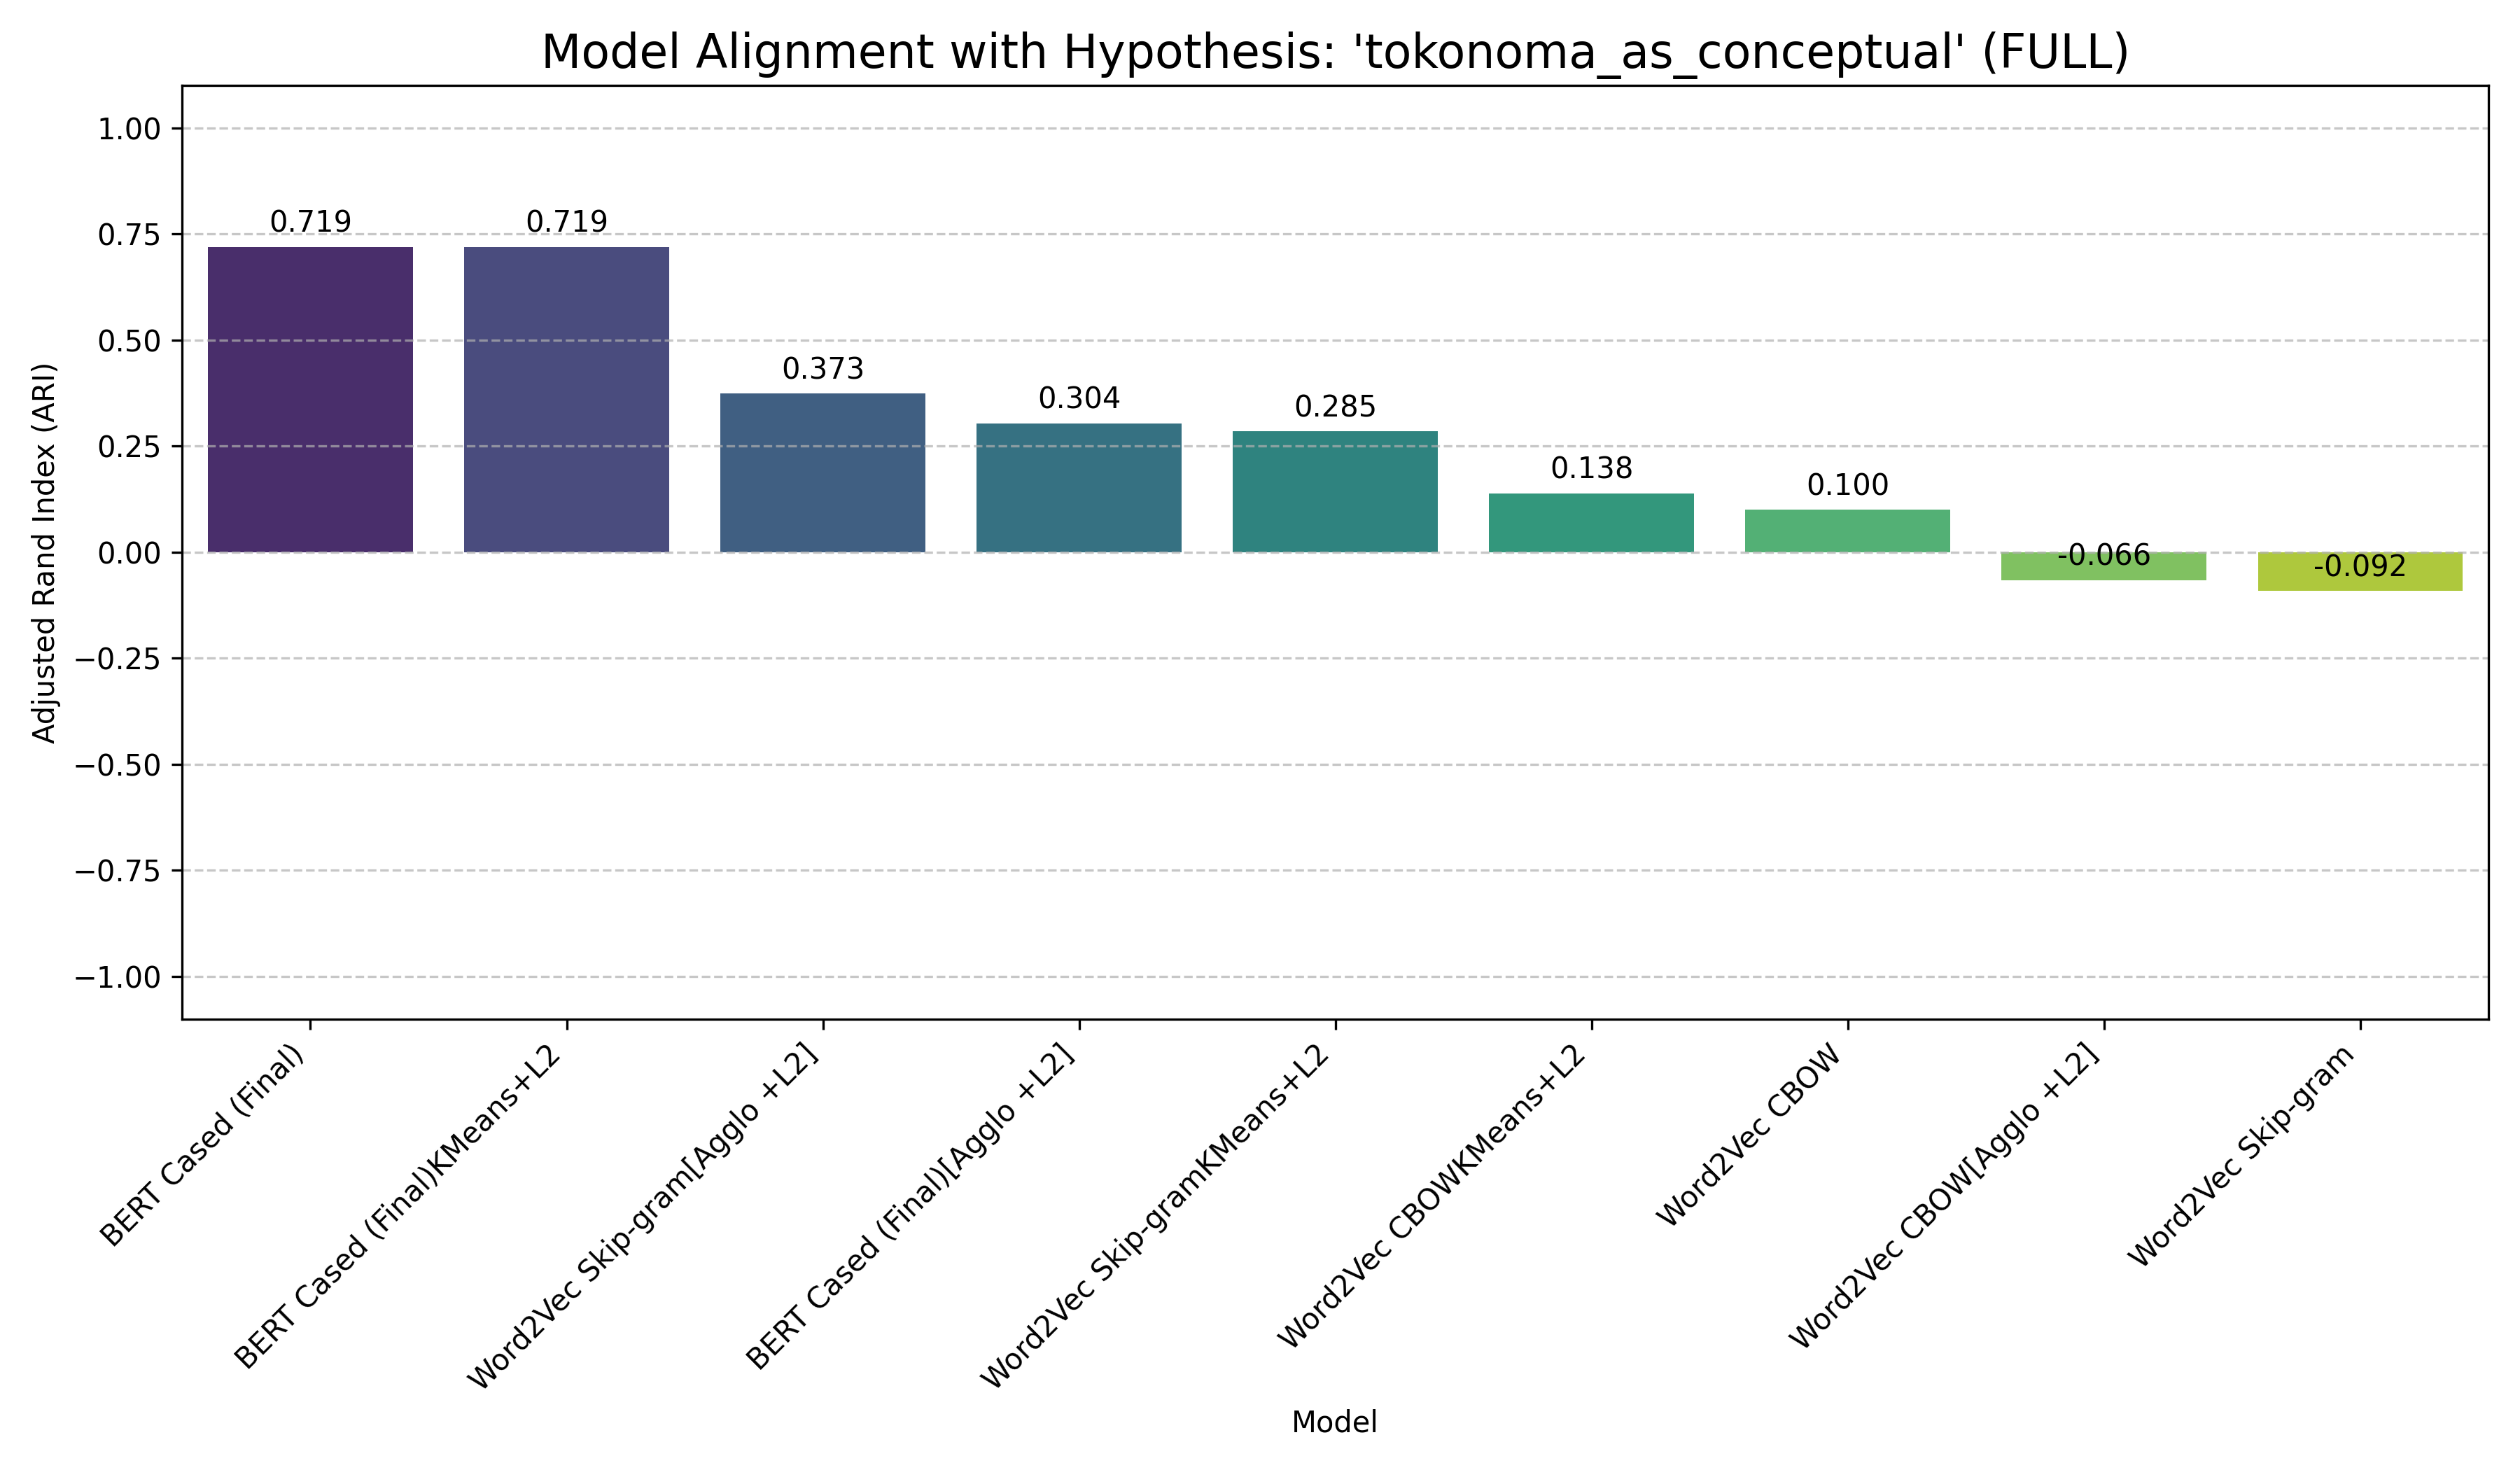 Model Alignment with Hypothesis: 'tokonoma_as_conceptual' (FULL)
Adjusted Rand Index (ARI)
1.00
0.75
0.50
0.25
0.00
−0.25
−0.50
−0.75
−1.00
0.719
0.719
0.373
0.304
0.285
0.138
0.100
-0.066
-0.092
BERT Cased (Final)
BERT Cased (Final)KMeans+L2
Word2Vec Skip-gram[Agglo +L2]
BERT Cased (Final)[Agglo +L2]
Word2Vec Skip-gramKMeans+L2
Word2Vec CBOWKMeans+L2
Word2Vec CBOW
Word2Vec CBOW[Agglo +L2]
Word2Vec Skip-gram
Model